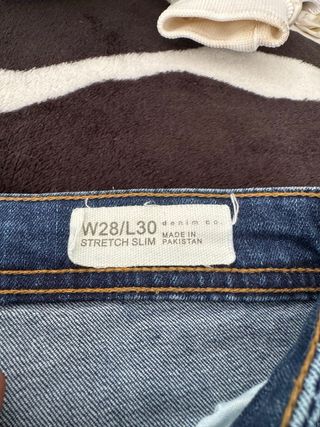 W28/L30 denim co.
STRETCH SLIM MADE IN
PAKISTAN